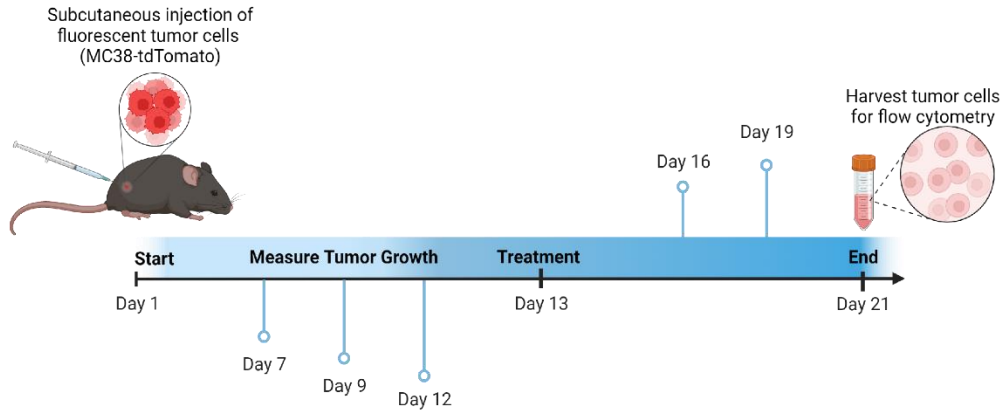 Subcutaneous injection of
fluorescent tumor cells
(MC38-tdTomato)
Harvest tumor cells
for flow cytometry
Day 19
Day 16
Start
Measure Tumor Growth
Treatment
End
Day 1
Day 13
Day 21
Day 7
Day 9
Day 12